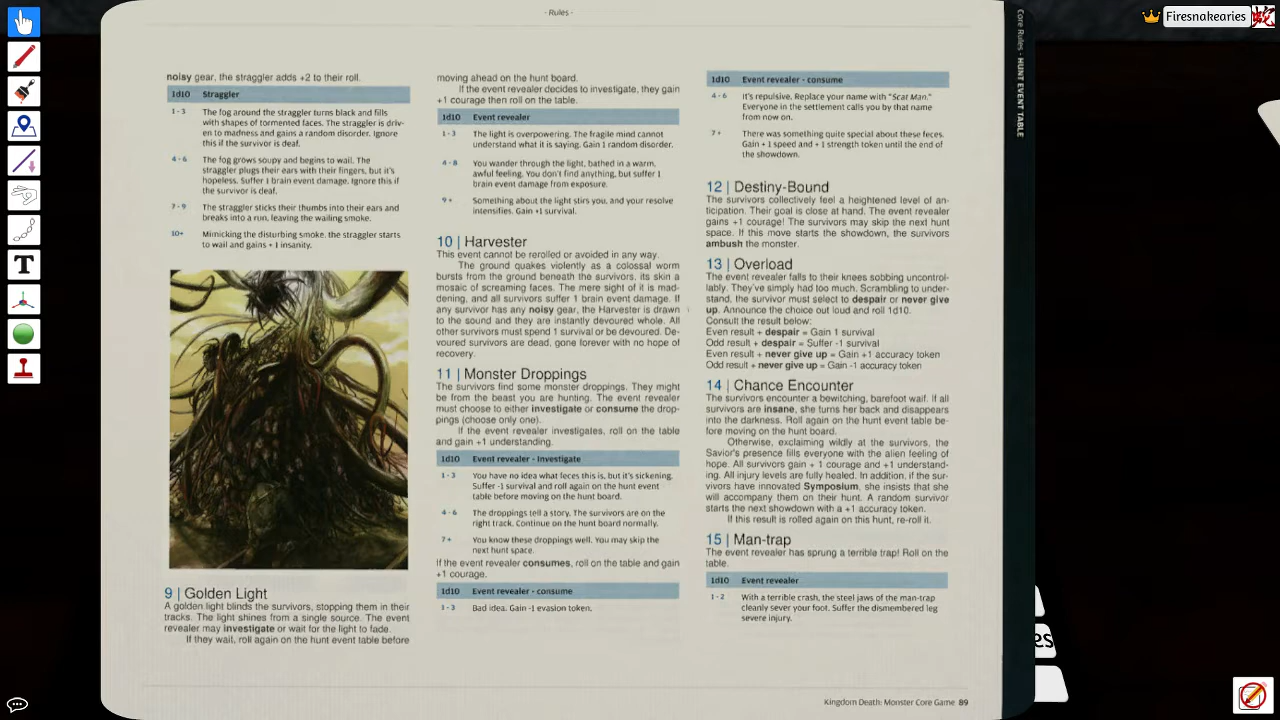 - Rules -
Firesnakearies
Core Rules - HUNT EVENT TABLE
noisy gear, the straggler adds +2 to their roll.
1d10 Straggler
1 - 3 The fog around the straggler turns black and fills
with shapes of tormented faces. The straggler is driv-
en to madness and gains a random disorder. Ignore
this if the survivor is deaf.
4 - 6 The fog grows soupy and begins to wail. The
straggler plugs their ears with their fingers, but it's
hopeless. Suffer 1 brain event damage. Ignore this if
the survivor is deaf.
7 - 9 The straggler sticks their thumbs into their ears and
breaks into a run, leaving the wailing smoke.
10+ Mimicking the disturbing smoke, the straggler starts
to wail and gains +1 insanity.
9 | Golden Light
A golden light blinds the survivors, stopping them in their
tracks. The light shines from a single source. The event
revealer may investigate or wait for the light to fade.
If they wait, roll again on the hunt event table before
moving ahead on the hunt board.
If the event revealer decides to investigate, they gain
+1 courage then roll on the table.
1d10 Event revealer
1 - 3 The light is overpowering. The fragile mind cannot
understand what it is saying. Gain 1 random disorder.
4 - 8 You wander through the light, bathed in a warm,
awful feeling. You don't find anything, but suffer 1
brain event damage from exposure.
9 + Something about the light stirs you, and your resolve
intensifies. Gain +1 survival.
10 | Harvester
This event cannot be rerolled or avoided in any way.
The ground quakes violently as a colossal worm
bursts from the ground beneath the survivors, its skin a
mosaic of screaming faces. The mere sight of it is mad-
dening, and all survivors suffer 1 brain event damage. If
any survivor has any noisy gear, the Harvester is drawn
to the sound and they are instantly devoured whole. All
other survivors must spend 1 survival or be devoured. De-
voured survivors are dead, gone forever with no hope of
recovery.
11 | Monster Droppings
The survivors find some monster droppings. They might
be from the beast you are hunting. The event revealer
must choose to either investigate or consume the drop-
pings (choose only one).
If the event revealer investigates, roll on the table
and gain +1 understanding.
1d10 Event revealer - Investigate
1 - 3 You have no idea what feces this is, but it's sickening.
Suffer -1 survival and roll again on the hunt event
table before moving on the hunt board.
4 - 6 The droppings tell a story. The survivors are on the
right track. Continue on the hunt board normally.
7 + You know these droppings well. You may skip the
next hunt space.
If the event revealer consumes, roll on the table and gain
+1 courage.
1d10 Event revealer - consume
1 - 3 Bad idea. Gain -1 evasion token.
1d10 Event revealer - consume
4 - 6 It's repulsive. Replace your name with "Scat Man."
Everyone in the settlement calls you by that name
from now on.
7 + There was something quite special about these feces.
Gain +1 speed and +1 strength token until the end of
the showdown.
12 | Destiny-Bound
The survivors collectively feel a heightened level of an-
ticipation. Their goal is close at hand. The event revealer
gains +1 courage! The survivors may skip the next hunt
space. If this move starts the showdown, the survivors
ambush the monster.
13 | Overload
The event revealer falls to their knees sobbing uncontrol-
lably. They've simply had too much. Scrambling to under-
stand, the survivor must select to despair or never give
up. Announce the choice out loud and roll 1d10.
Consult the result below:
Even result + despair = Gain 1 survival
Odd result + despair = Suffer -1 survival
Even result + never give up = Gain +1 accuracy token
Odd result + never give up = Gain -1 accuracy token
14 | Chance Encounter
The survivors encounter a bewitching, barefoot waif. If all
survivors are insane, she turns her back and disappears
into the darkness. Roll again on the hunt event table be-
fore moving on the hunt board.
Otherwise, exclaiming wildly at the survivors, the
Savior's presence fills everyone with the alien feeling of
hope. All survivors gain + 1 courage and +1 understand-
ing. All injury levels are fully healed. In addition, if the sur-
vivors have innovated Symposium, she insists that she
will accompany them on their hunt. A random survivor
starts the next showdown with a +1 accuracy token.
If this result is rolled again on this hunt, re-roll it.
15 | Man-trap
The event revealer has sprung a terrible trap! Roll on the
table.
1d10 Event revealer
1 - 2 With a terrible crash, the steel jaws of the man-trap
cleanly sever your foot. Suffer the dismembered leg
severe injury.
Kingdom Death: Monster Core Game 89
T